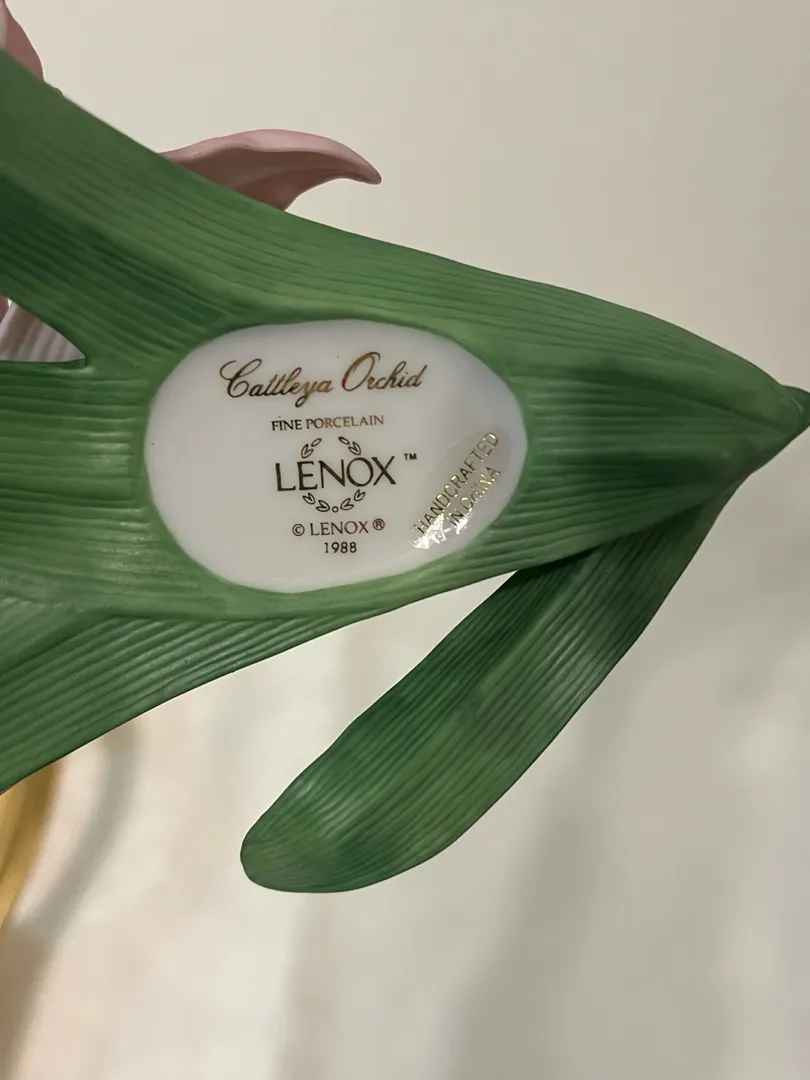 Cattleya Orchid
FINE PORCELAIN
LENOX™
© LENOX®
1988
HANDCRAFTED
IN CHINA